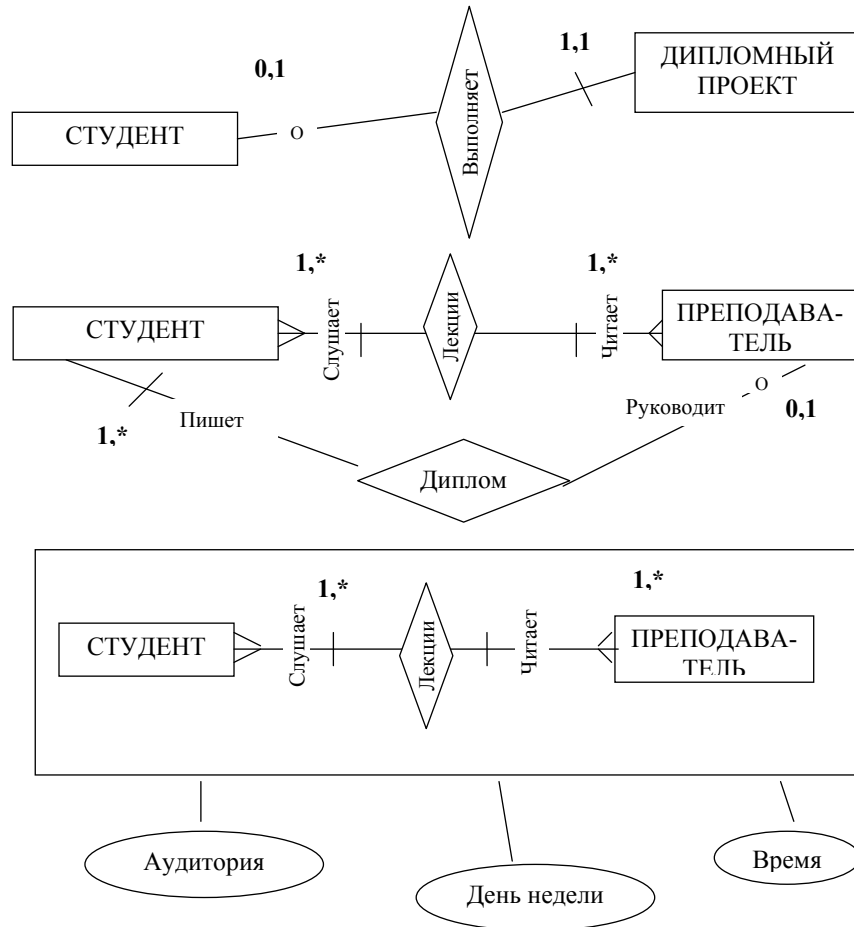 0,1
1,1
ДИПЛОМНЫЙ
ПРОЕКТ
СТУДЕНТ
О
Выполняет
1,*
1,*
СТУДЕНТ
Слушает
Лекции
Читает
ПРЕПОДАВА-
ТЕЛЬ
1,*
Пишет
Руководит
О
0,1
Диплом
1,*
1,*
СТУДЕНТ
Слушает
Лекции
Читает
ПРЕПОДАВА-
ТЕЛЬ
Аудитория
День недели
Время